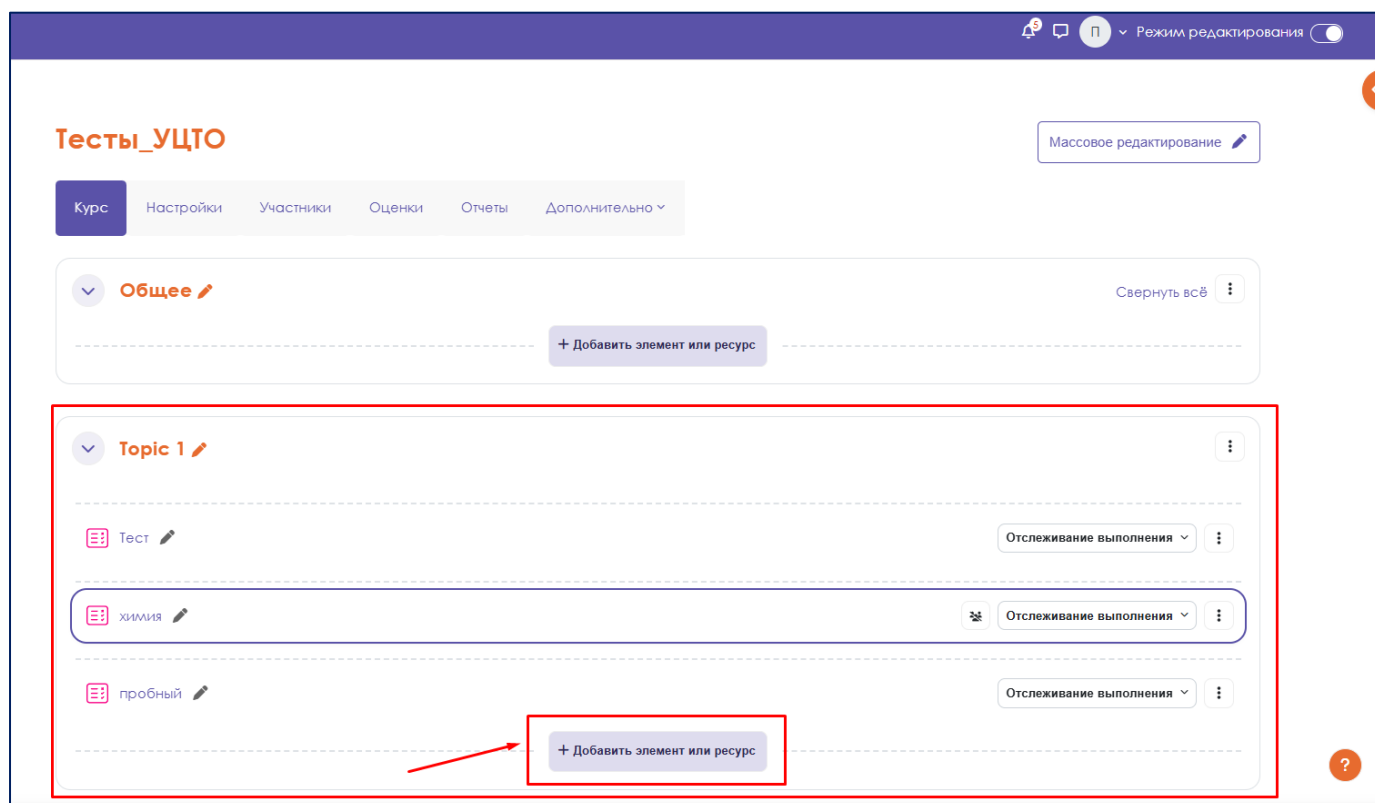 5 П Режим редактирования
Тесты_УЦТО
Массовое редактирование
Курс Настройки Участники Оценки Отчеты Дополнительно
Общее
Свернуть всё
+ Добавить элемент или ресурс
Topic 1
Тест
Отслеживание выполнения
химия
Отслеживание выполнения
пробный
Отслеживание выполнения
+ Добавить элемент или ресурс
?